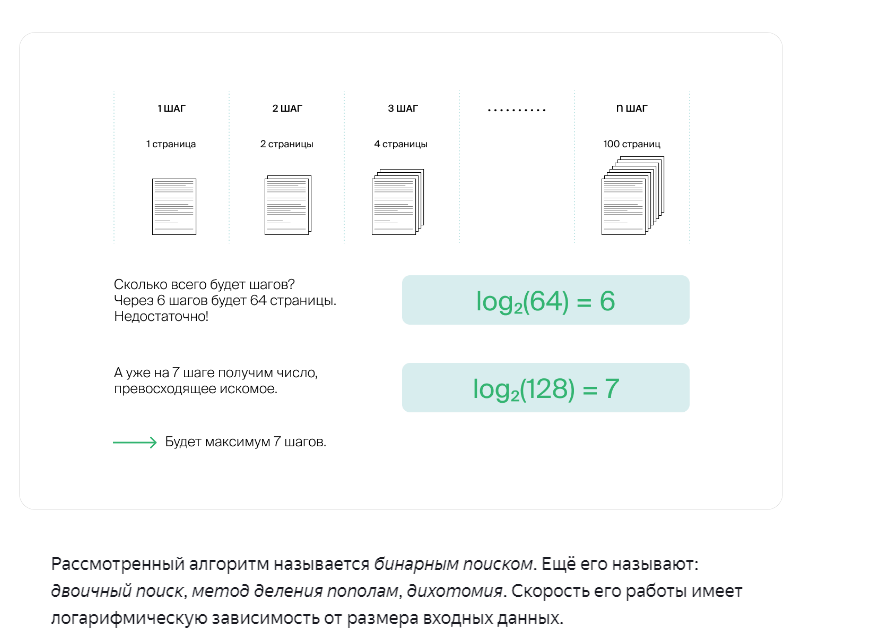 1 ШАГ
2 ШАГ
3 ШАГ
..........
n ШАГ
1 страница
2 страницы
4 страницы
100 страниц
Сколько всего будет шагов?
Через 6 шагов будет 64 страницы.
Недостаточно!
log₂(64) = 6
А уже на 7 шаге получим число,
превосходящее искомое.
log₂(128) = 7
Будет максимум 7 шагов.
Рассмотренный алгоритм называется бинарным поиском. Ещё его называют:
двоичный поиск, метод деления пополам, дихотомия. Скорость его работы имеет
логарифмическую зависимость от размера входных данных.